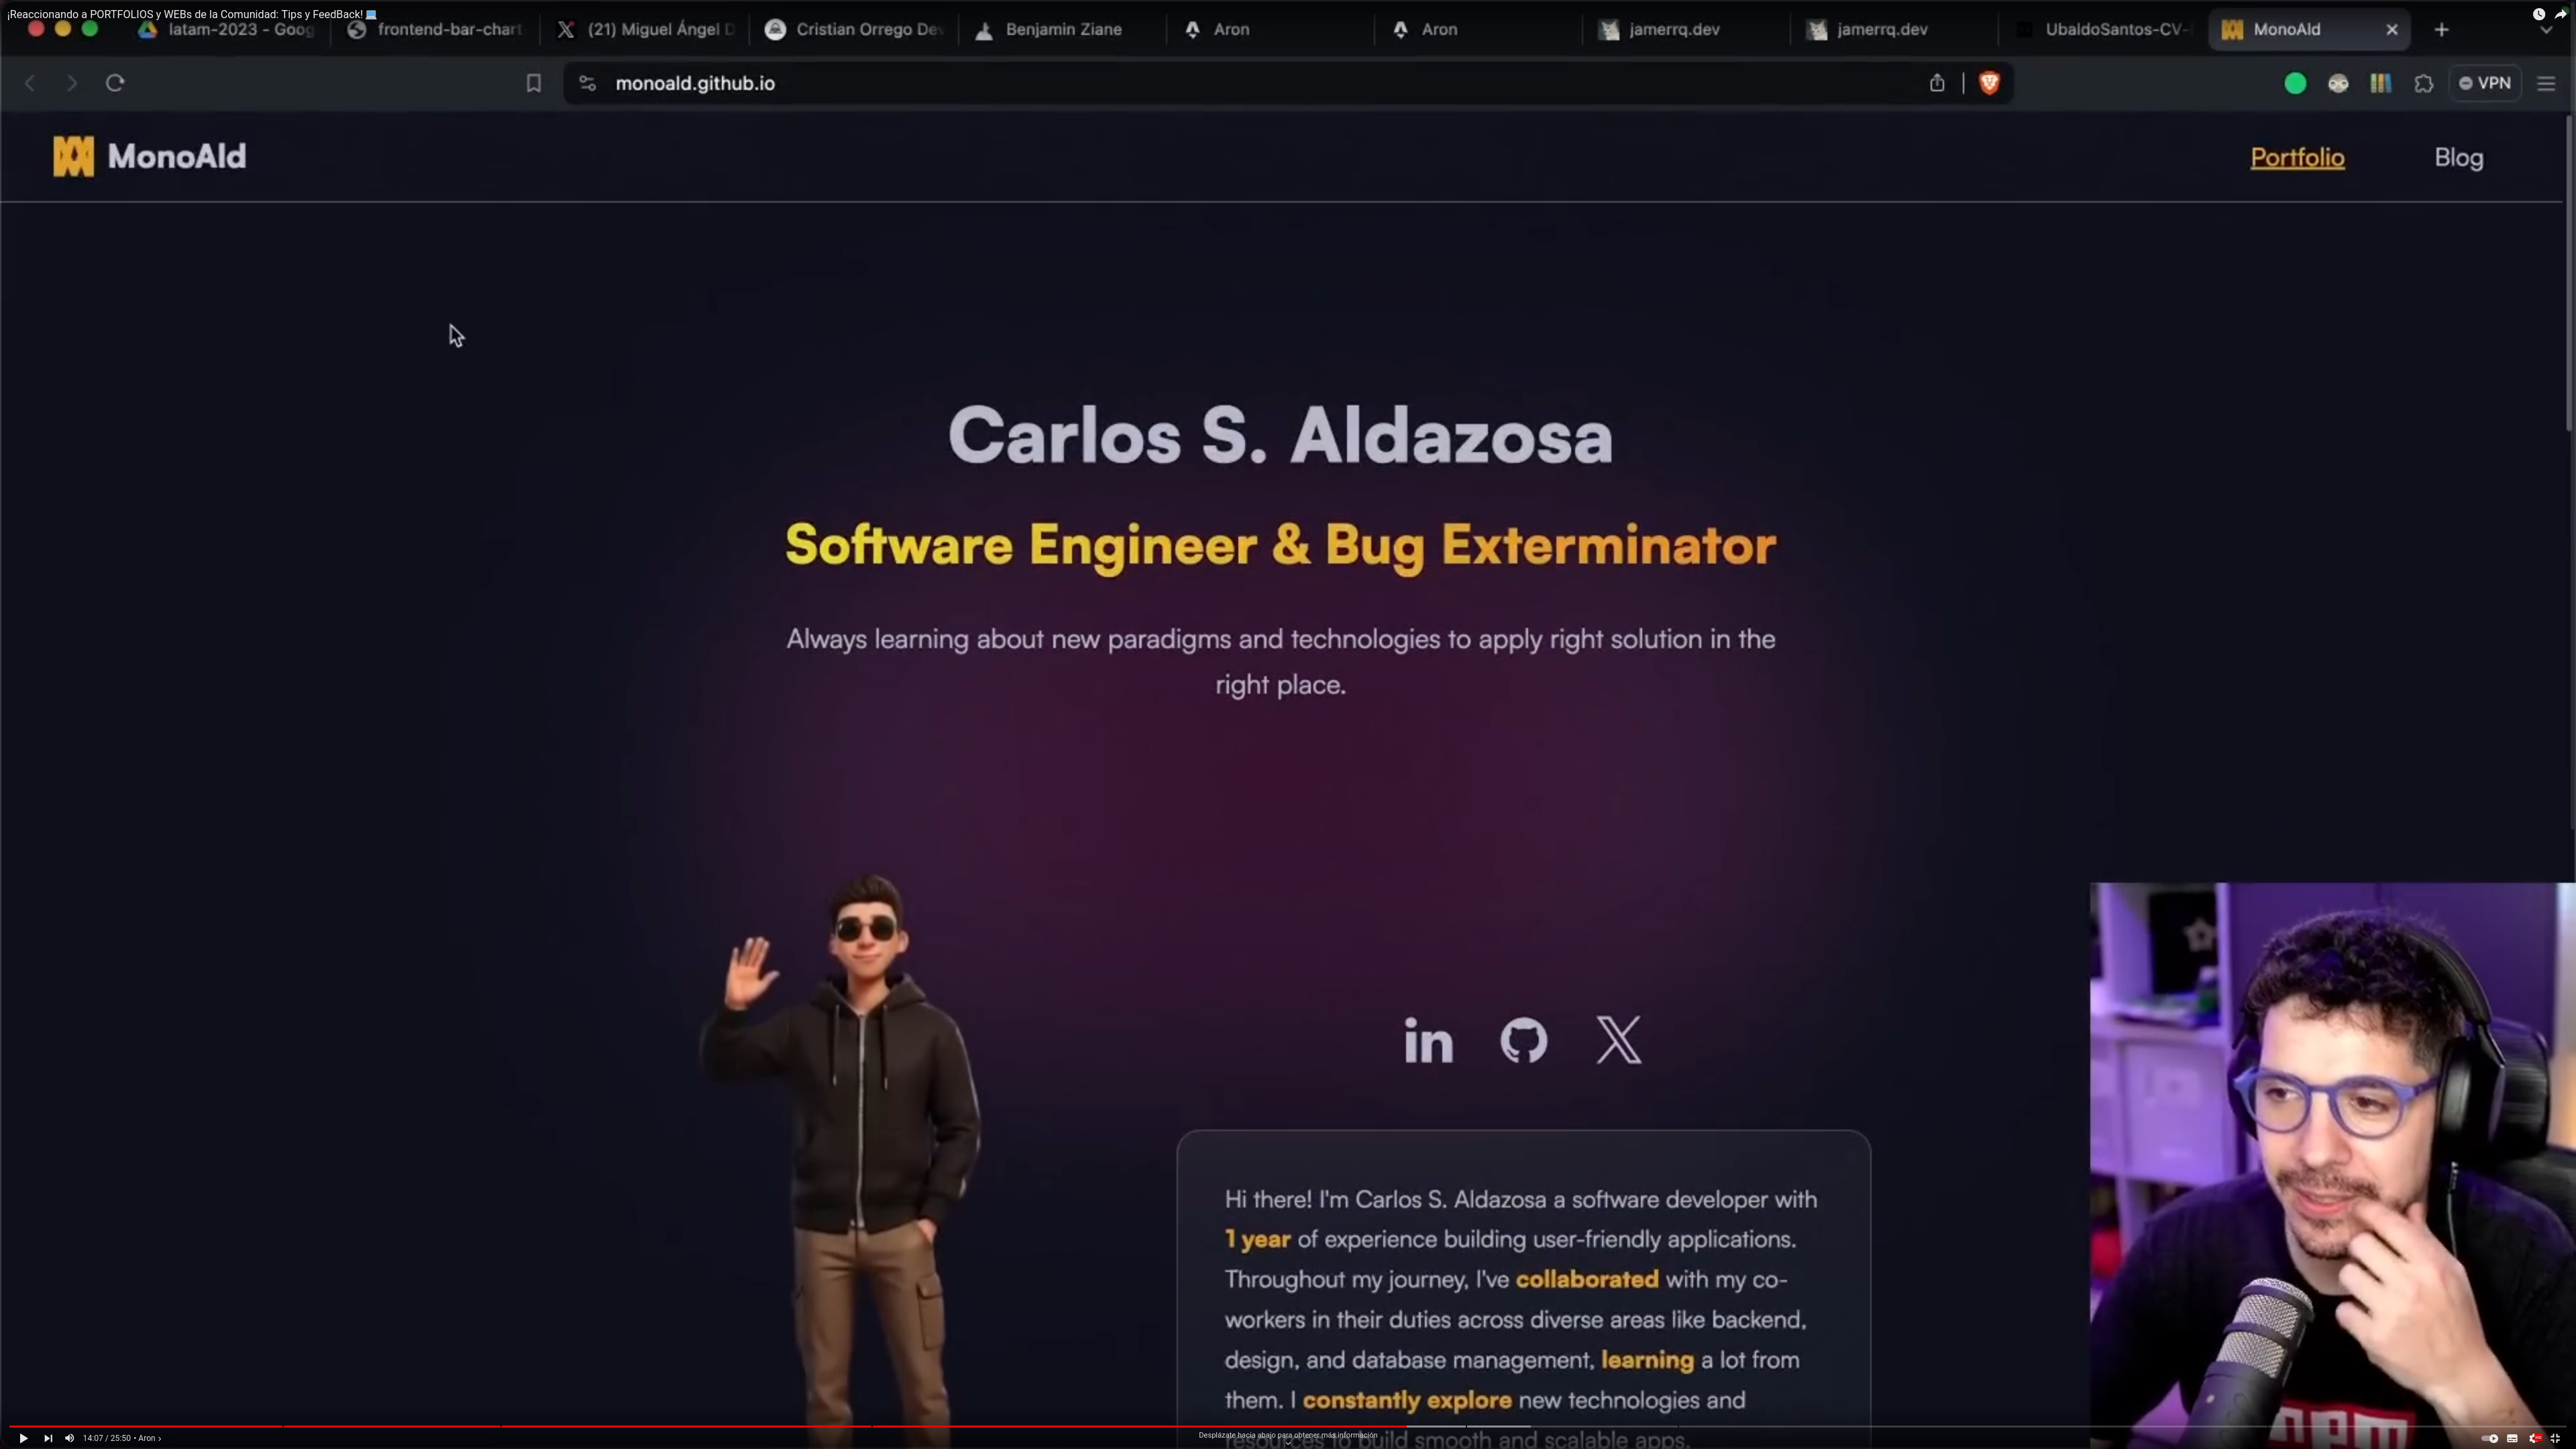 ¡Reaccionando a PORTFOLIOS y WEBs de la Comunidad: Tips y FeedBack!
latam-2023 - Goog
frontend-bar-chart
(21) Miguel Ángel D
Cristian Orrego Dev
Benjamin Ziane
Aron
Aron
jamerrq.dev
jamerrq.dev
UbaldoSantos-CV-
MonoAld
monoald.github.io
VPN
MonoAld
Portfolio
Blog
Carlos S. Aldazosa
Software Engineer & Bug Exterminator
Always learning about new paradigms and technologies to apply right solution in the
right place.
Hi there! I'm Carlos S. Aldazosa a software developer with
1 year of experience building user-friendly applications.
Throughout my journey, I've collaborated with my co-
workers in their duties across diverse areas like backend,
design, and database management, learning a lot from
them. I constantly explore new technologies and
resources to build smooth and scalable apps.
14:07 / 25:50 • Aron
Desplázate hacia abajo para obtener más información